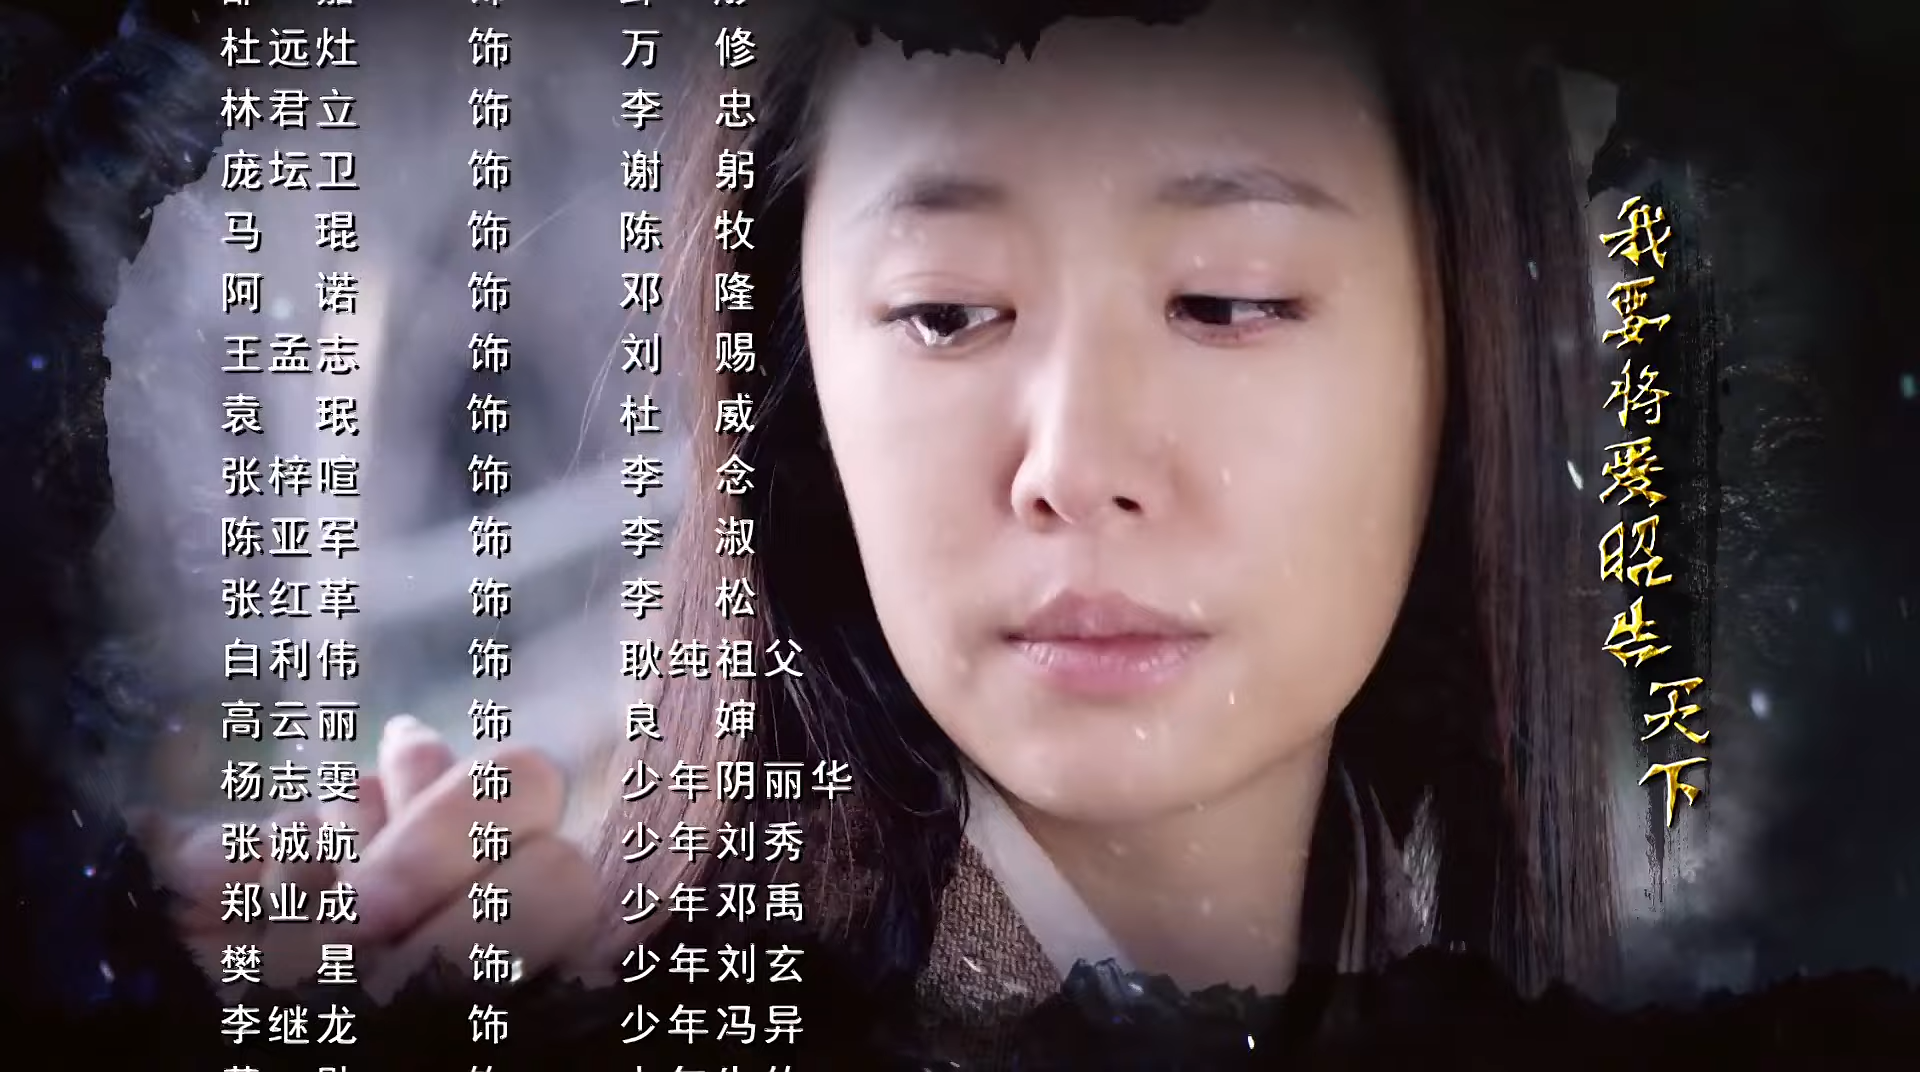 杜远灶 饰 万修
林君立 饰 李忠
庞坛卫 饰 谢躬
马琨 饰 陈牧
阿诺 饰 邓隆
王孟志 饰 刘赐
袁珉 饰 杜威
张梓暄 饰 李念
陈亚军 饰 李淑
张红革 饰 李松
白利伟 饰 耿纯祖父
高云丽 饰 良婶
杨志雯 饰 少年阴丽华
张诚航 饰 少年刘秀
郑业成 饰 少年邓禹
樊星 饰 少年刘玄
李继龙 饰 少年冯异
我要将爱昭告天下